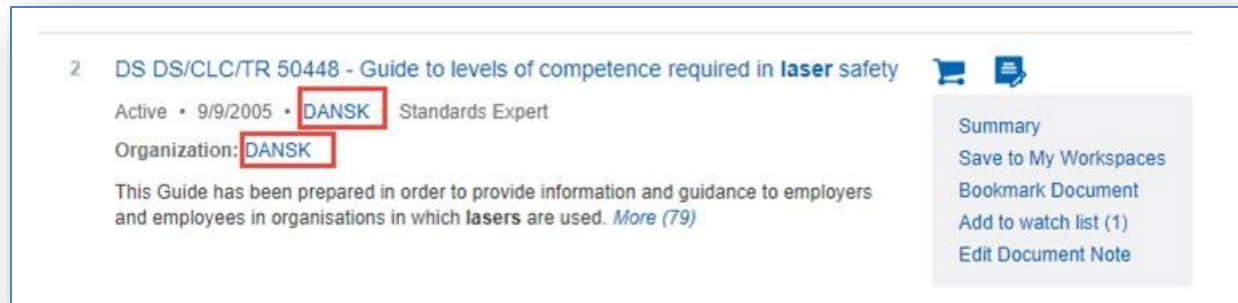 2 DS DS/CLC/TR 50448 - Guide to levels of competence required in laser safety
Active • 9/9/2005 • DANSK Standards Expert
Organization: DANSK
This Guide has been prepared in order to provide information and guidance to employers
and employees in organisations in which lasers are used. More (79)
Summary
Save to My Workspaces
Bookmark Document
Add to watch list (1)
Edit Document Note